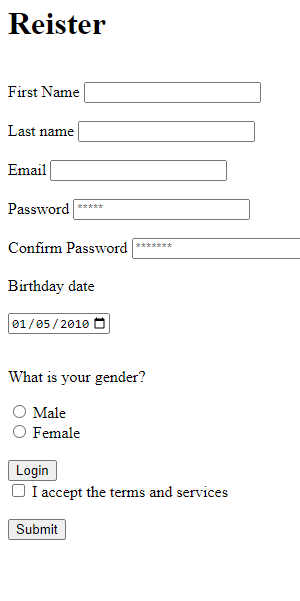 Reister
First Name
Last name
Email
Password *****
Confirm Password *******
Birthday date
01/05/2010
What is your gender?
Male
Female
Login
I accept the terms and services
Submit